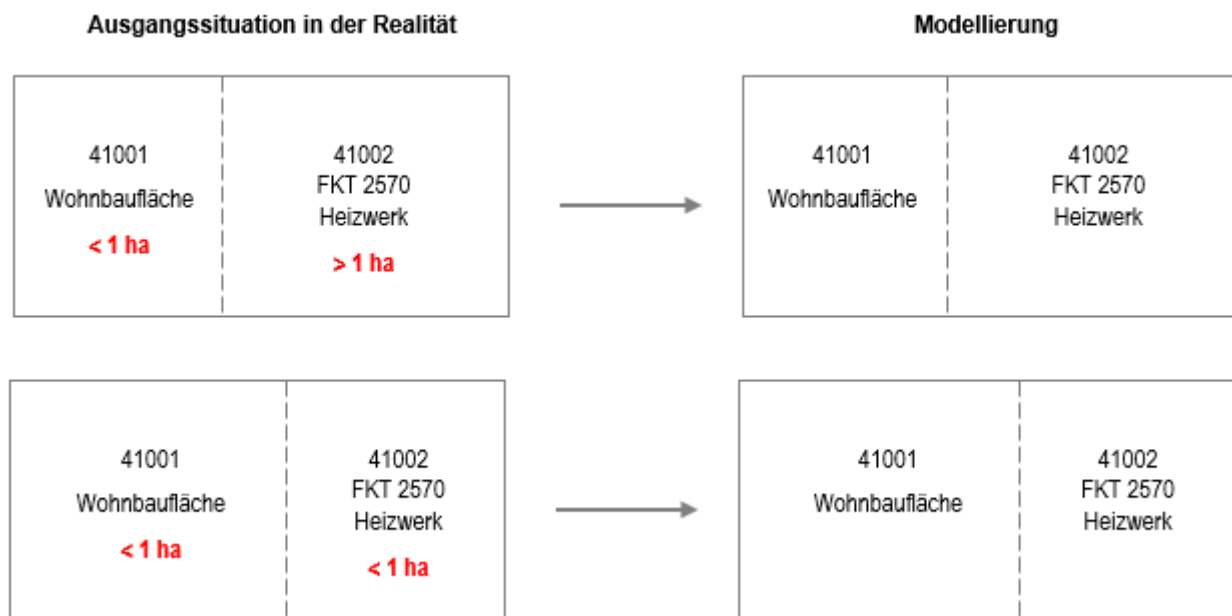 Ausgangssituation in der Realität
Modellierung
41001
Wohnbaufläche
< 1 ha
41002
FKT 2570
Heizwerk
> 1 ha
41001
Wohnbaufläche
41002
FKT 2570
Heizwerk
41001
Wohnbaufläche
< 1 ha
41002
FKT 2570
Heizwerk
< 1 ha
41001
Wohnbaufläche
41002
FKT 2570
Heizwerk